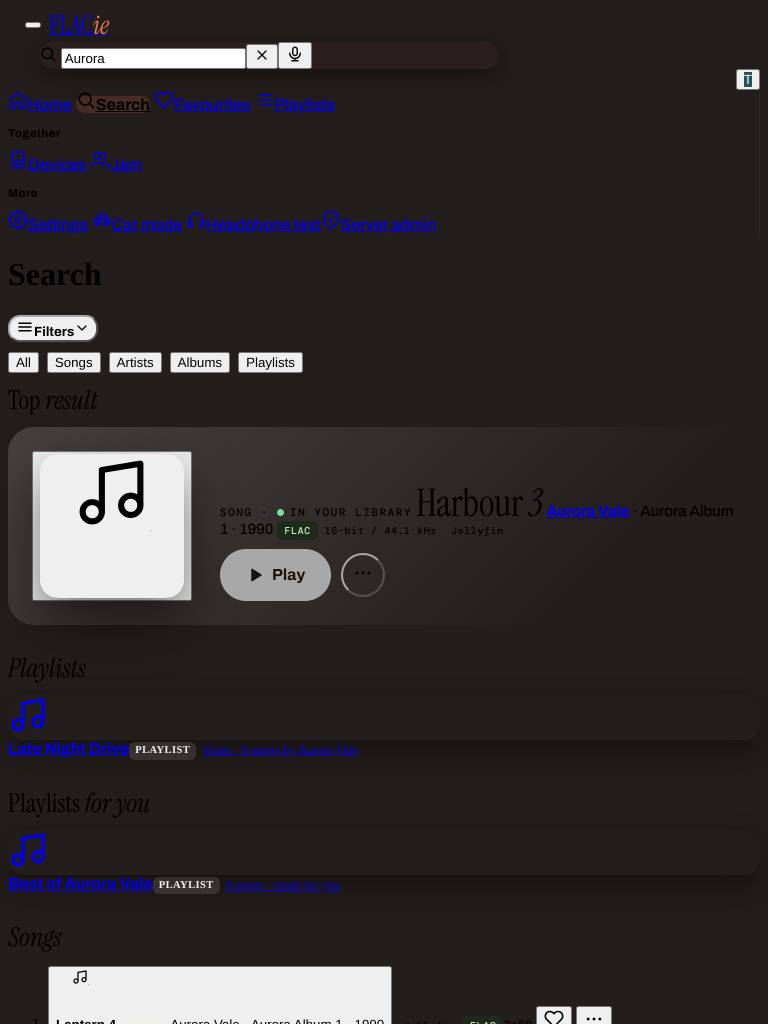 FLACie
Aurora
T
Home Search Favourites Playlists
Together
Devices Jam
More
Settings Car mode Headphone test Server admin
Search
Filters
All Songs Artists Albums Playlists
Top result
SONG · IN YOUR LIBRARY Harbour 3 Aurora Vale · Aurora Album
1 · 1990 FLAC 16-bit / 44.1 kHz Jellyfin
Play
Playlists
Late Night Drive PLAYLIST
Playlists for you
Best of Aurora Vale PLAYLIST
Songs
Lantern 4 Aurora Vale · Aurora Album 1 · 1990 FLAC